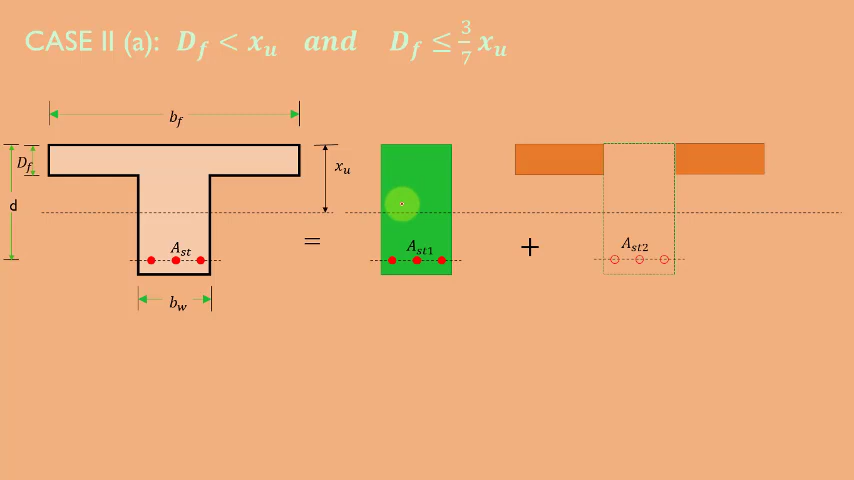 CASE II (a): D_f < x_u and D_f ≤ 3/7 x_u
b_f
D_f
x_u
d
A_st
=
A_st1
+
A_st2
b_w